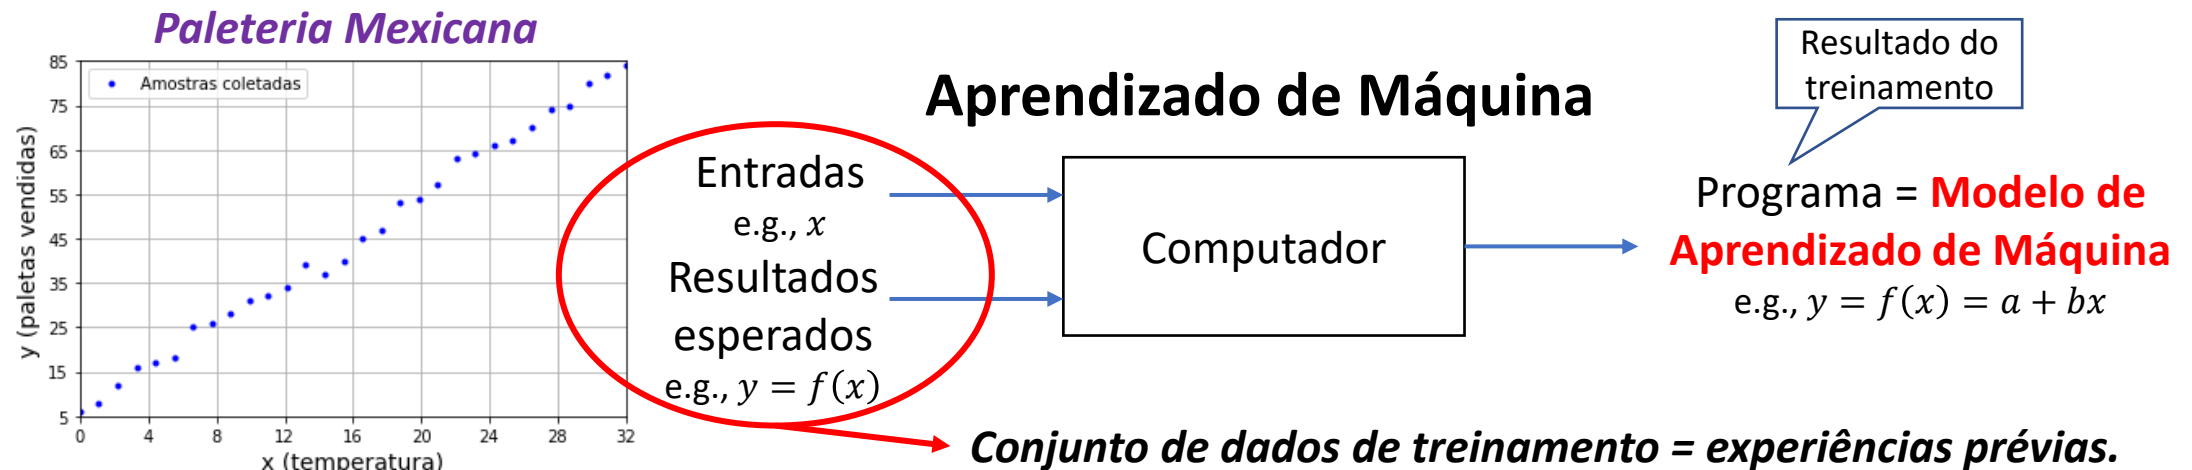 Paleteria Mexicana
85
75
65
55
45
35
25
15
5
0 4 8 12 16 20 24 28 32
y (paletas vendidas)
x (temperatura)
Amostras coletadas
Aprendizado de Máquina
Entradas
e.g., x
Resultados
esperados
e.g., y = f(x)
Computador
Resultado do
treinamento
Programa = Modelo de
Aprendizado de Máquina
e.g., y = f(x) = a + bx
Conjunto de dados de treinamento = experiências prévias.